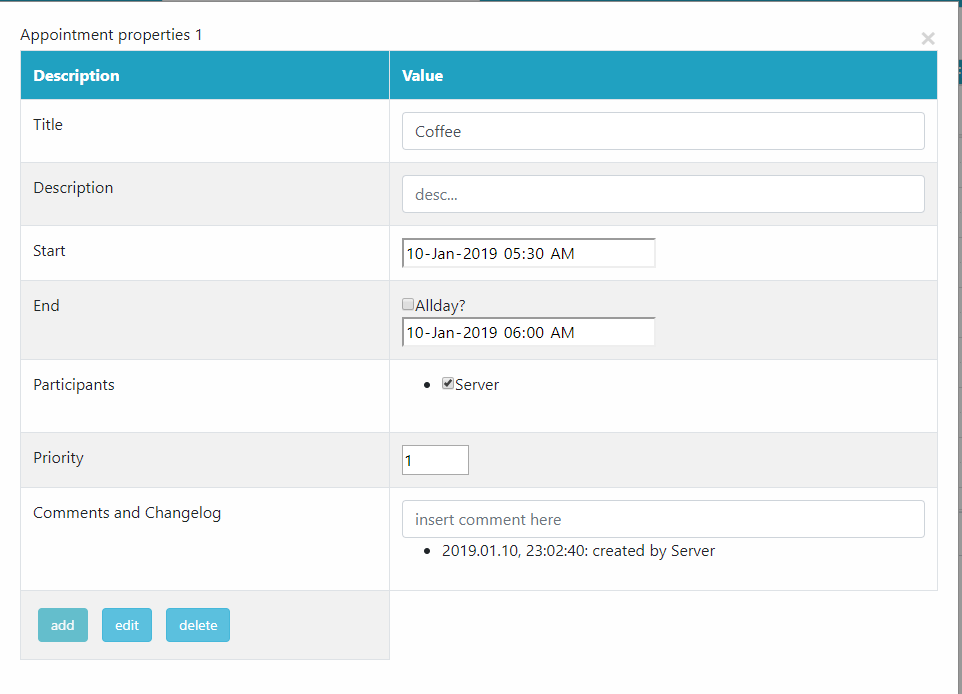 Appointment properties 1
×
Description Value
Title Coffee
Description desc...
Start 10-Jan-2019 05:30 AM
End Allday?
10-Jan-2019 06:00 AM
Participants Server
Priority 1
Comments and Changelog insert comment here
2019.01.10, 23:02:40: created by Server
add edit delete